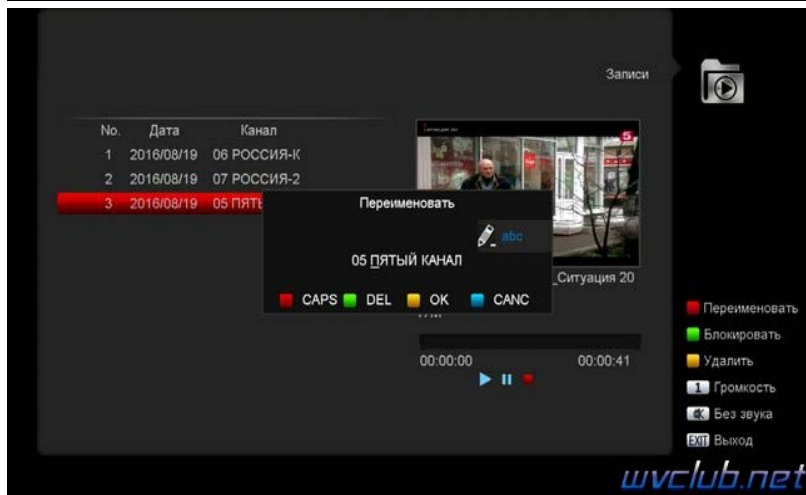 Записи
No. Дата Канал
1 2016/08/19 06 РОССИЯ-К
2 2016/08/19 07 РОССИЯ-2
3 2016/08/19 05 ПЯТЬ
5
Переименовать
abc
05 ПЯТЫЙ КАНАЛ
CAPS DEL OK CANC
_Ситуация 20
00:00:00 00:00:41
Переименовать
Блокировать
Удалить
1 Громкость
Без звука
EXIT Выход
wvclub.net